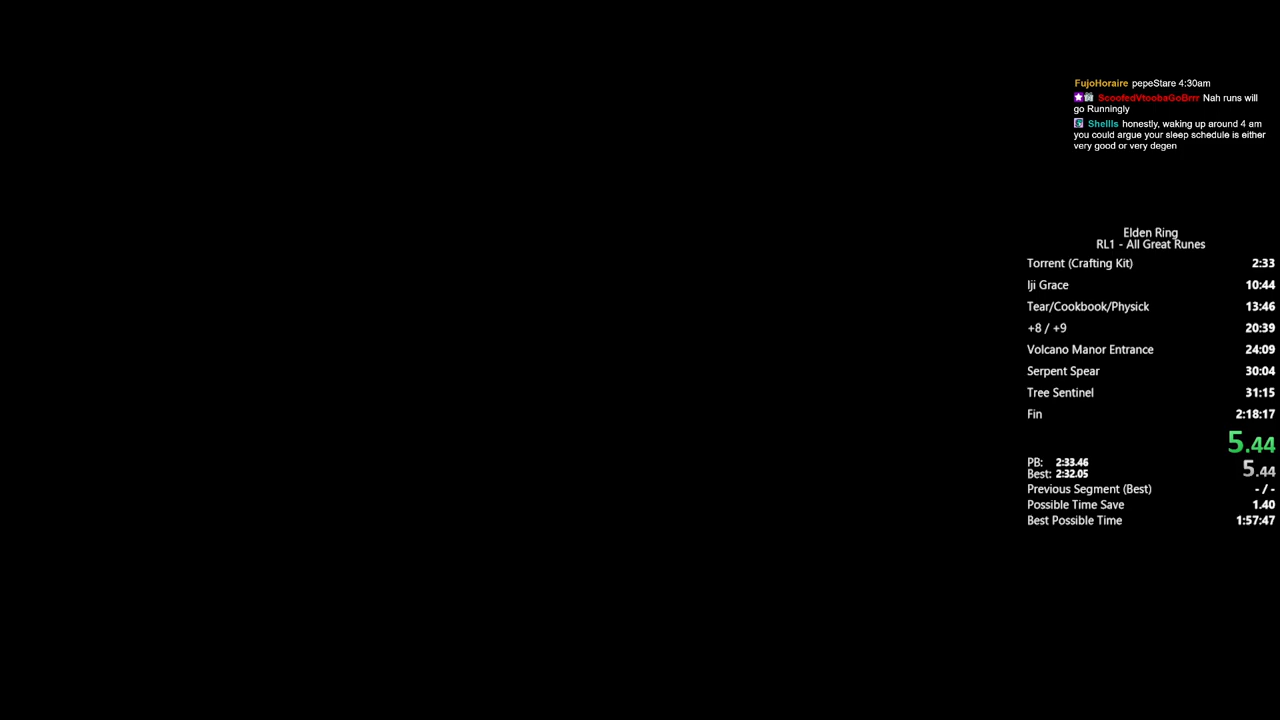 FujoHoraire pepeStare 4:30am
ScoofedVtoobaGoBrrr Nah runs will
go Runningly
Shellls honestly, waking up around 4 am
you could argue your sleep schedule is either
very good or very degen
Elden Ring
RL1 - All Great Runes
Torrent (Crafting Kit) 2:33
Iji Grace 10:44
Tear/Cookbook/Physick 13:46
+8 / +9 20:39
Volcano Manor Entrance 24:09
Serpent Spear 30:04
Tree Sentinel 31:15
Fin 2:18:17
5.44
PB: 2:33.46 5.44
Best: 2:32.05
Previous Segment (Best) - / -
Possible Time Save 1.40
Best Possible Time 1:57:47